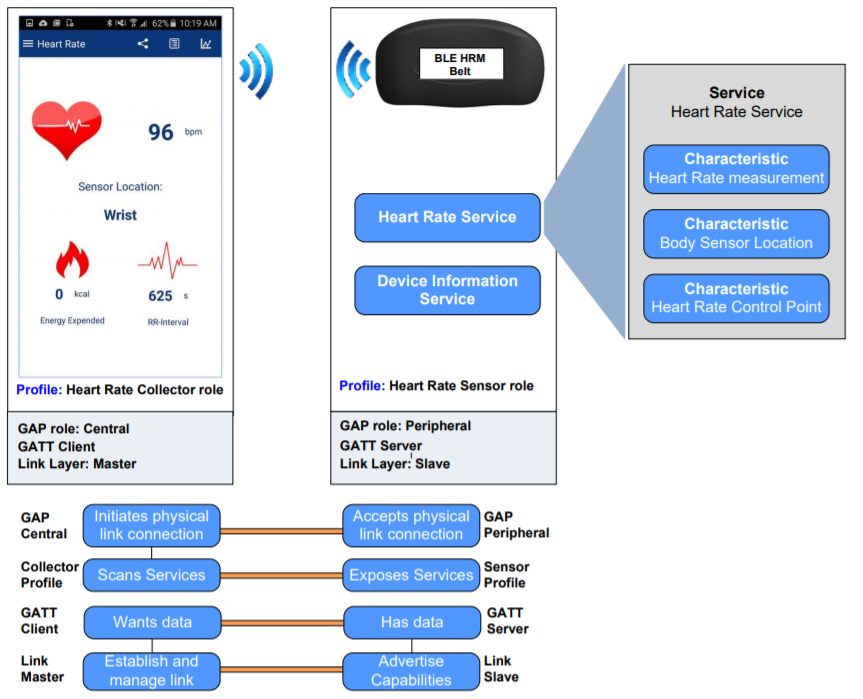 62% 10:19 AM
Heart Rate
96 bpm
Sensor Location:
Wrist
0 kcal
625 s
Energy Expended
RR-Interval
Profile: Heart Rate Collector role
GAP role: Central
GATT Client
Link Layer: Master
BLE HRM
Belt
Heart Rate Service
Device Information
Service
Profile: Heart Rate Sensor role
GAP role: Peripheral
GATT Server
Link Layer: Slave
Service
Heart Rate Service
Characteristic
Heart Rate measurement
Characteristic
Body Sensor Location
Characteristic
Heart Rate Control Point
GAP
Central
Initiates physical
link connection
Accepts physical
link connection
GAP
Peripheral
Collector
Profile
Scans Services
Exposes Services
Sensor
Profile
GATT
Client
Wants data
Has data
GATT
Server
Link
Master
Establish and
manage link
Advertise
Capabilities
Link
Slave